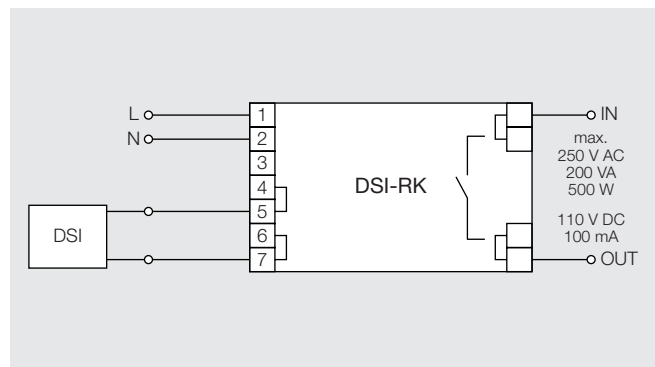 L
N
1
2
3
4
5
6
7
DSI
DSI-RK
IN
max.
250 V AC
200 VA
500 W
110 V DC
100 mA
OUT